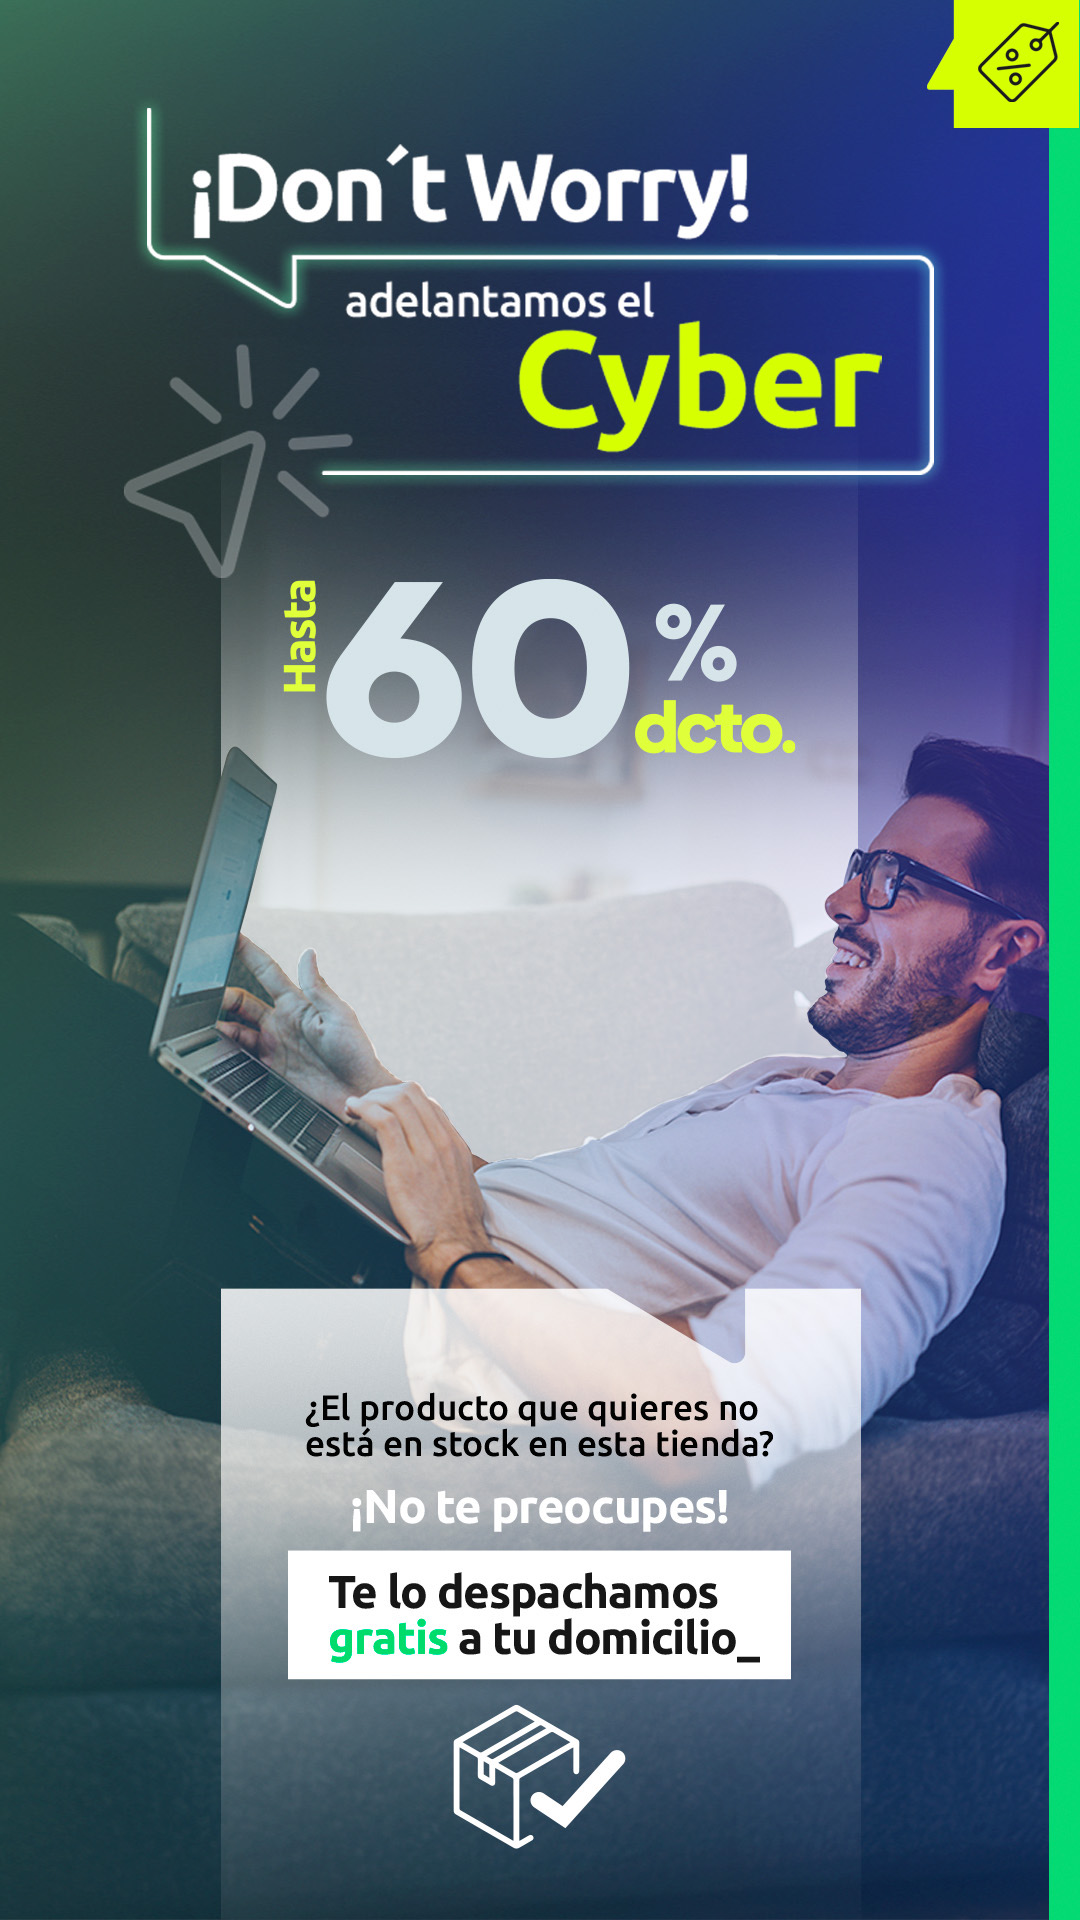 ¡Don´t Worry!
adelantamos el
Cyber
Hasta
60%
dcto.
¿El producto que quieres no
está en stock en esta tienda?
¡No te preocupes!
Te lo despachamos
gratis a tu domicilio_